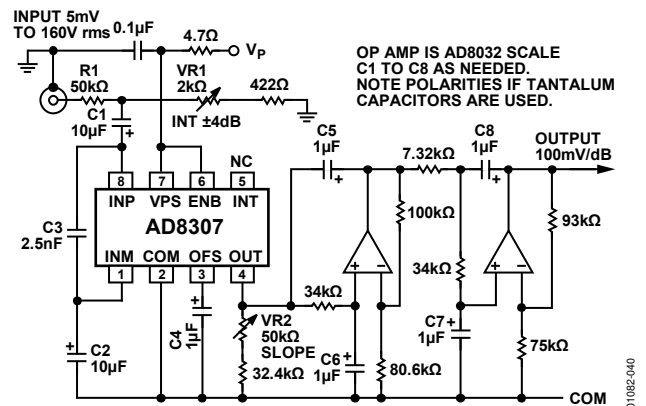 INPUT 5mV
TO 160V rms
0.1µF
4.7Ω
VP
OP AMP IS AD8032 SCALE
C1 TO C8 AS NEEDED.
NOTE POLARITIES IF TANTALUM
CAPACITORS ARE USED.
R1
50kΩ
VR1
2kΩ
422Ω
INT ±4dB
C1
10µF
+
NC
8
7
6
5
INP
VPS
ENB
INT
AD8307
INM
COM
OFS
OUT
1
2
3
4
C3
2.5nF
C2
10µF
+
C4
1µF
+
VR2
50kΩ
SLOPE
32.4kΩ
C5
1µF
+
34kΩ
C6
1µF
+
+
–
100kΩ
80.6kΩ
7.32kΩ
C8
1µF
+
34kΩ
C7
1µF
+
+
–
93kΩ
75kΩ
OUTPUT
100mV/dB
COM
01082-040